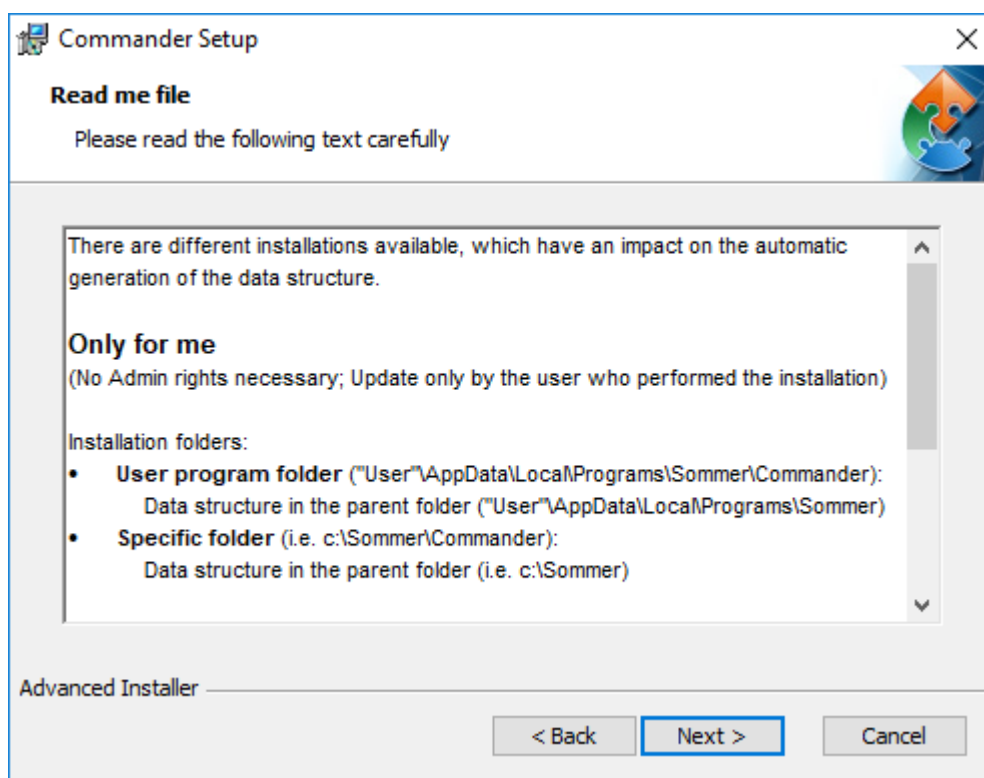 Commander Setup
Read me file
Please read the following text carefully
There are different installations available, which have an impact on the automatic
generation of the data structure.
Only for me
(No Admin rights necessary; Update only by the user who performed the installation)
Installation folders:
• User program folder ("User"\AppData\Local\Programs\Sommer\Commander):
Data structure in the parent folder ("User"\AppData\Local\Programs\Sommer)
• Specific folder (i.e. c:\Sommer\Commander):
Data structure in the parent folder (i.e. c:\Sommer)
Advanced Installer
< Back Next > Cancel